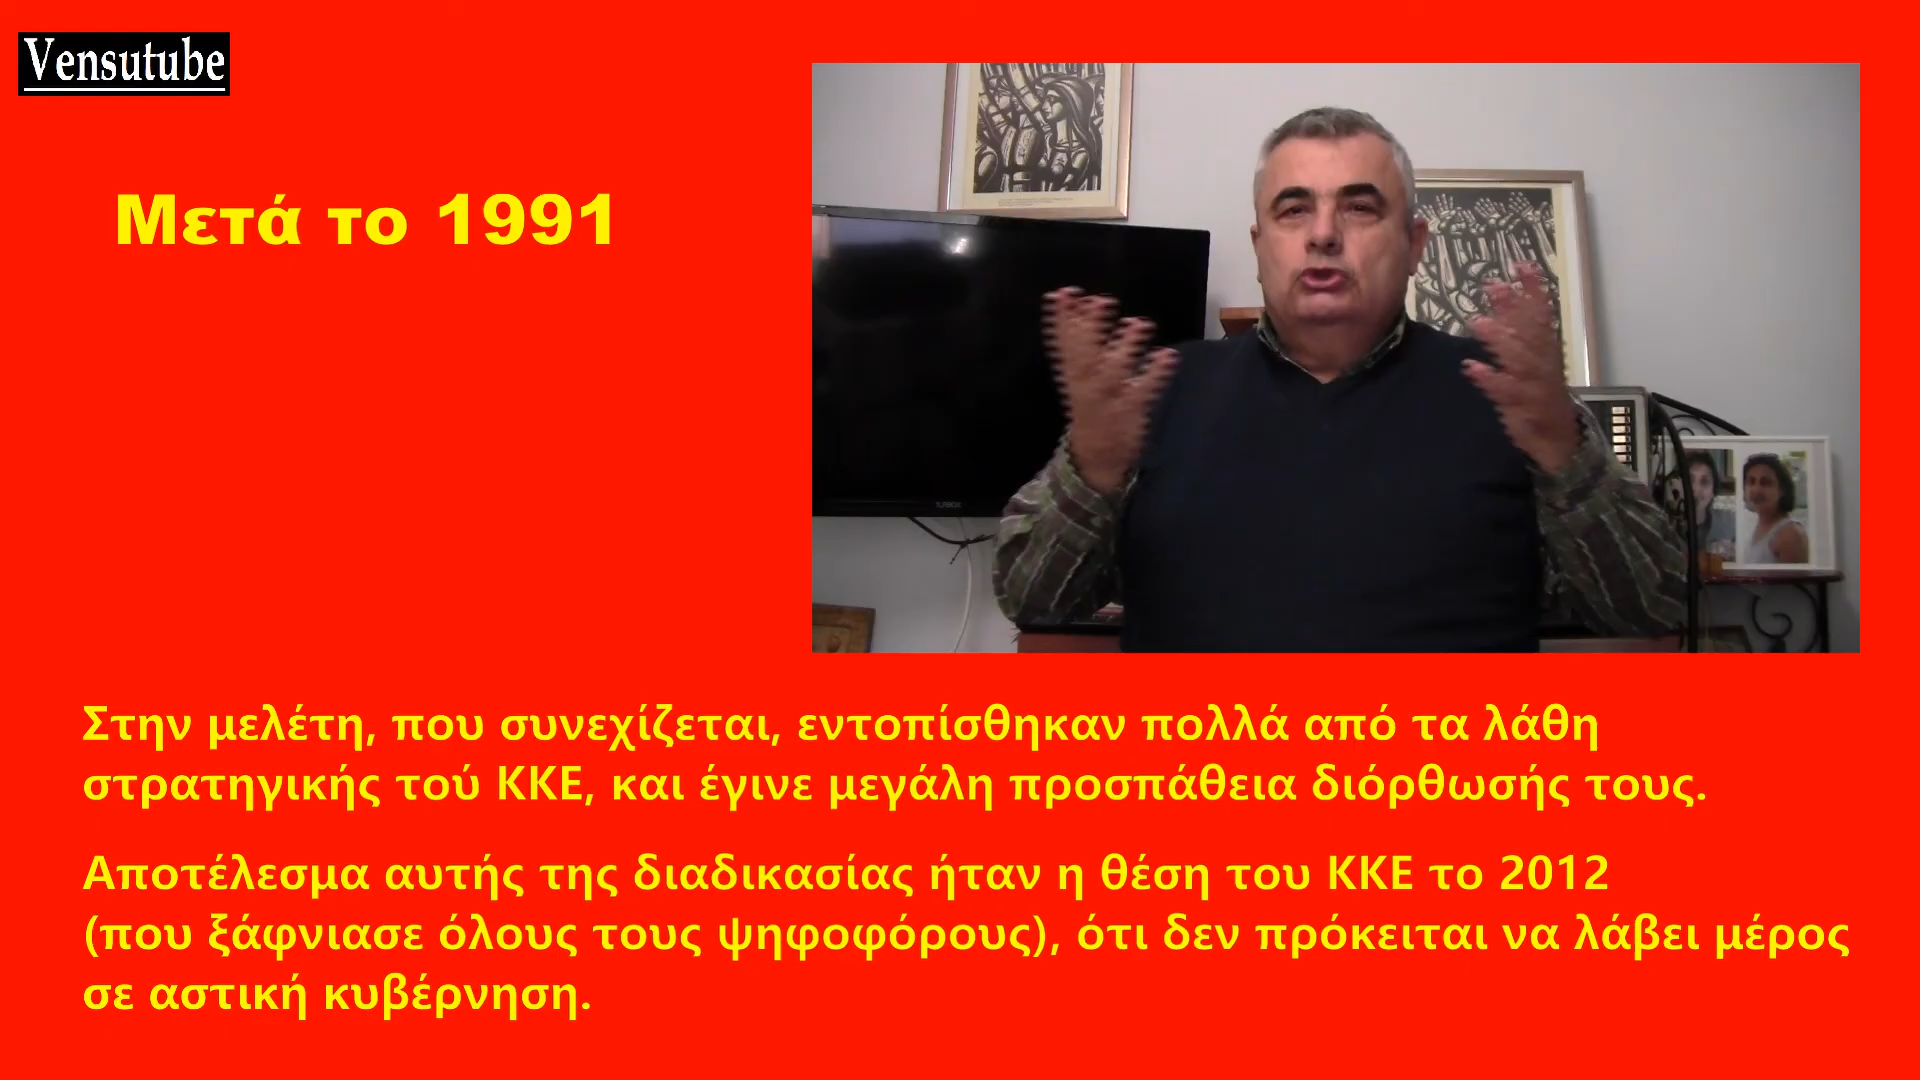 Vensutube
Μετά το 1991
Στην μελέτη, που συνεχίζεται, εντοπίσθηκαν πολλά από τα λάθη
στρατηγικής τού ΚΚΕ, και έγινε μεγάλη προσπάθεια διόρθωσής τους.
Αποτέλεσμα αυτής της διαδικασίας ήταν η θέση του ΚΚΕ το 2012
(που ξάφνιασε όλους τους ψηφοφόρους), ότι δεν πρόκειται να λάβει μέρος
σε αστική κυβέρνηση.